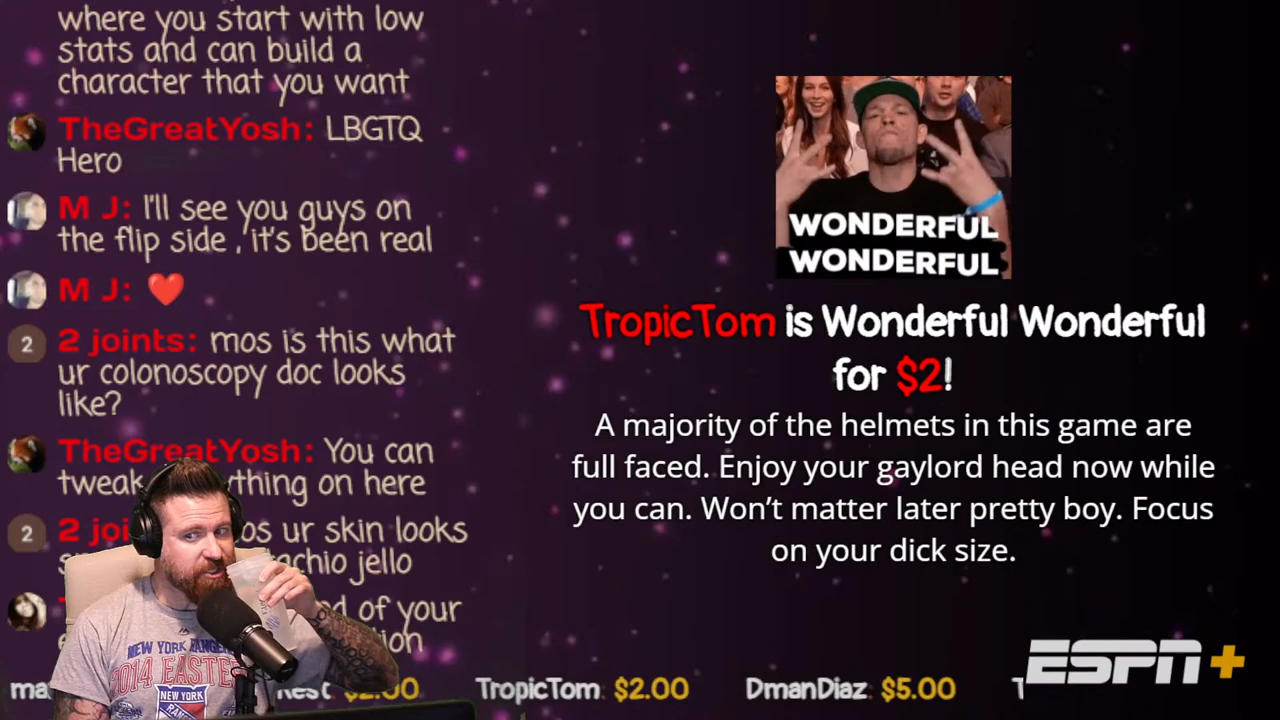 where you start with low
stats and can build a
character that you want
TheGreatYosh: LBGTQ
Hero
M J: I'll see you guys on
the flip side , it's been real
M J: ❤️
2 joints: mos is this what
ur colonoscopy doc looks
like?
TheGreatYosh: You can
tweak on here
2 ur skin looks
jello
of your
WONDERFUL
WONDERFUL
TropicTom is Wonderful Wonderful
for $2!
A majority of the helmets in this game are
full faced. Enjoy your gaylord head now while
you can. Won't matter later pretty boy. Focus
on your dick size.
NEW YORK
2014
NEW YORK
$2.00 TropicTom $2.00 DmanDiaz $5.00
ESPN+